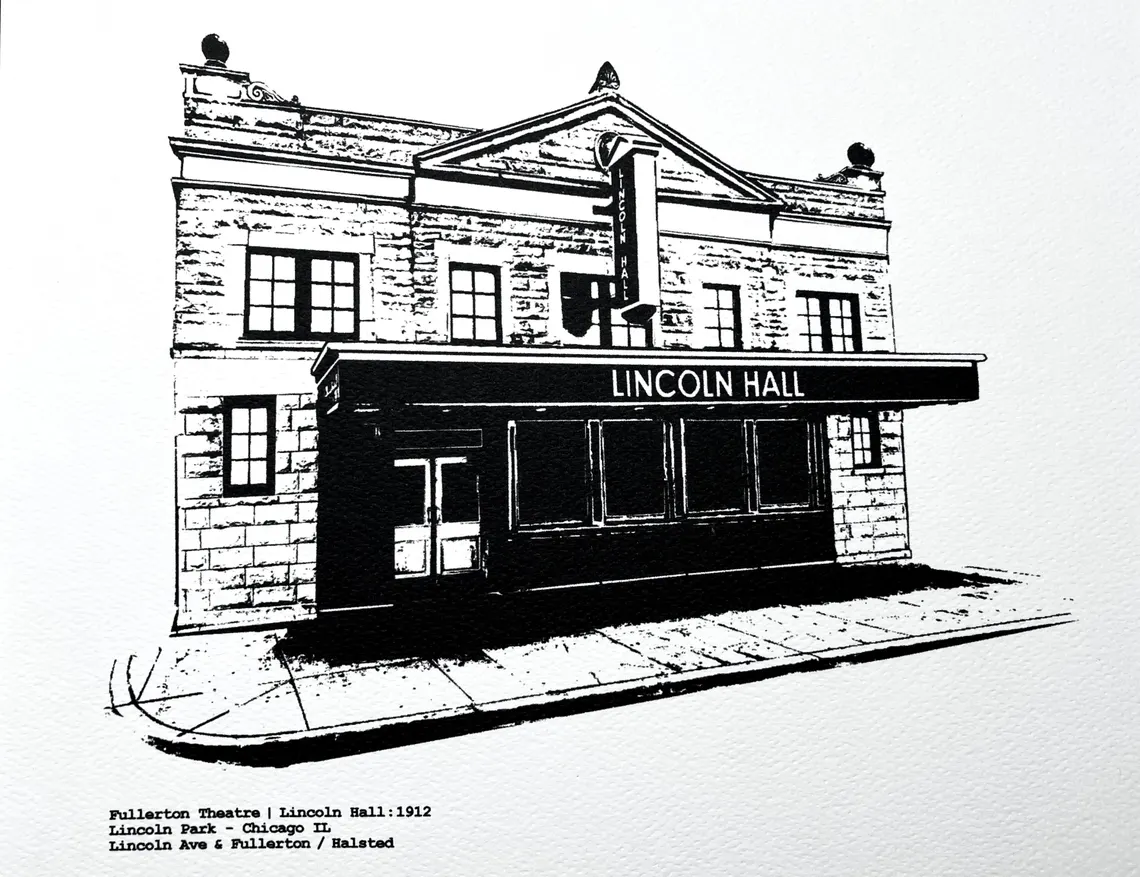 LINCOLN HALL
LINCOLN HALL
Fullerton Theatre | Lincoln Hall:1912
Lincoln Park - Chicago IL
Lincoln Ave & Fullerton / Halsted